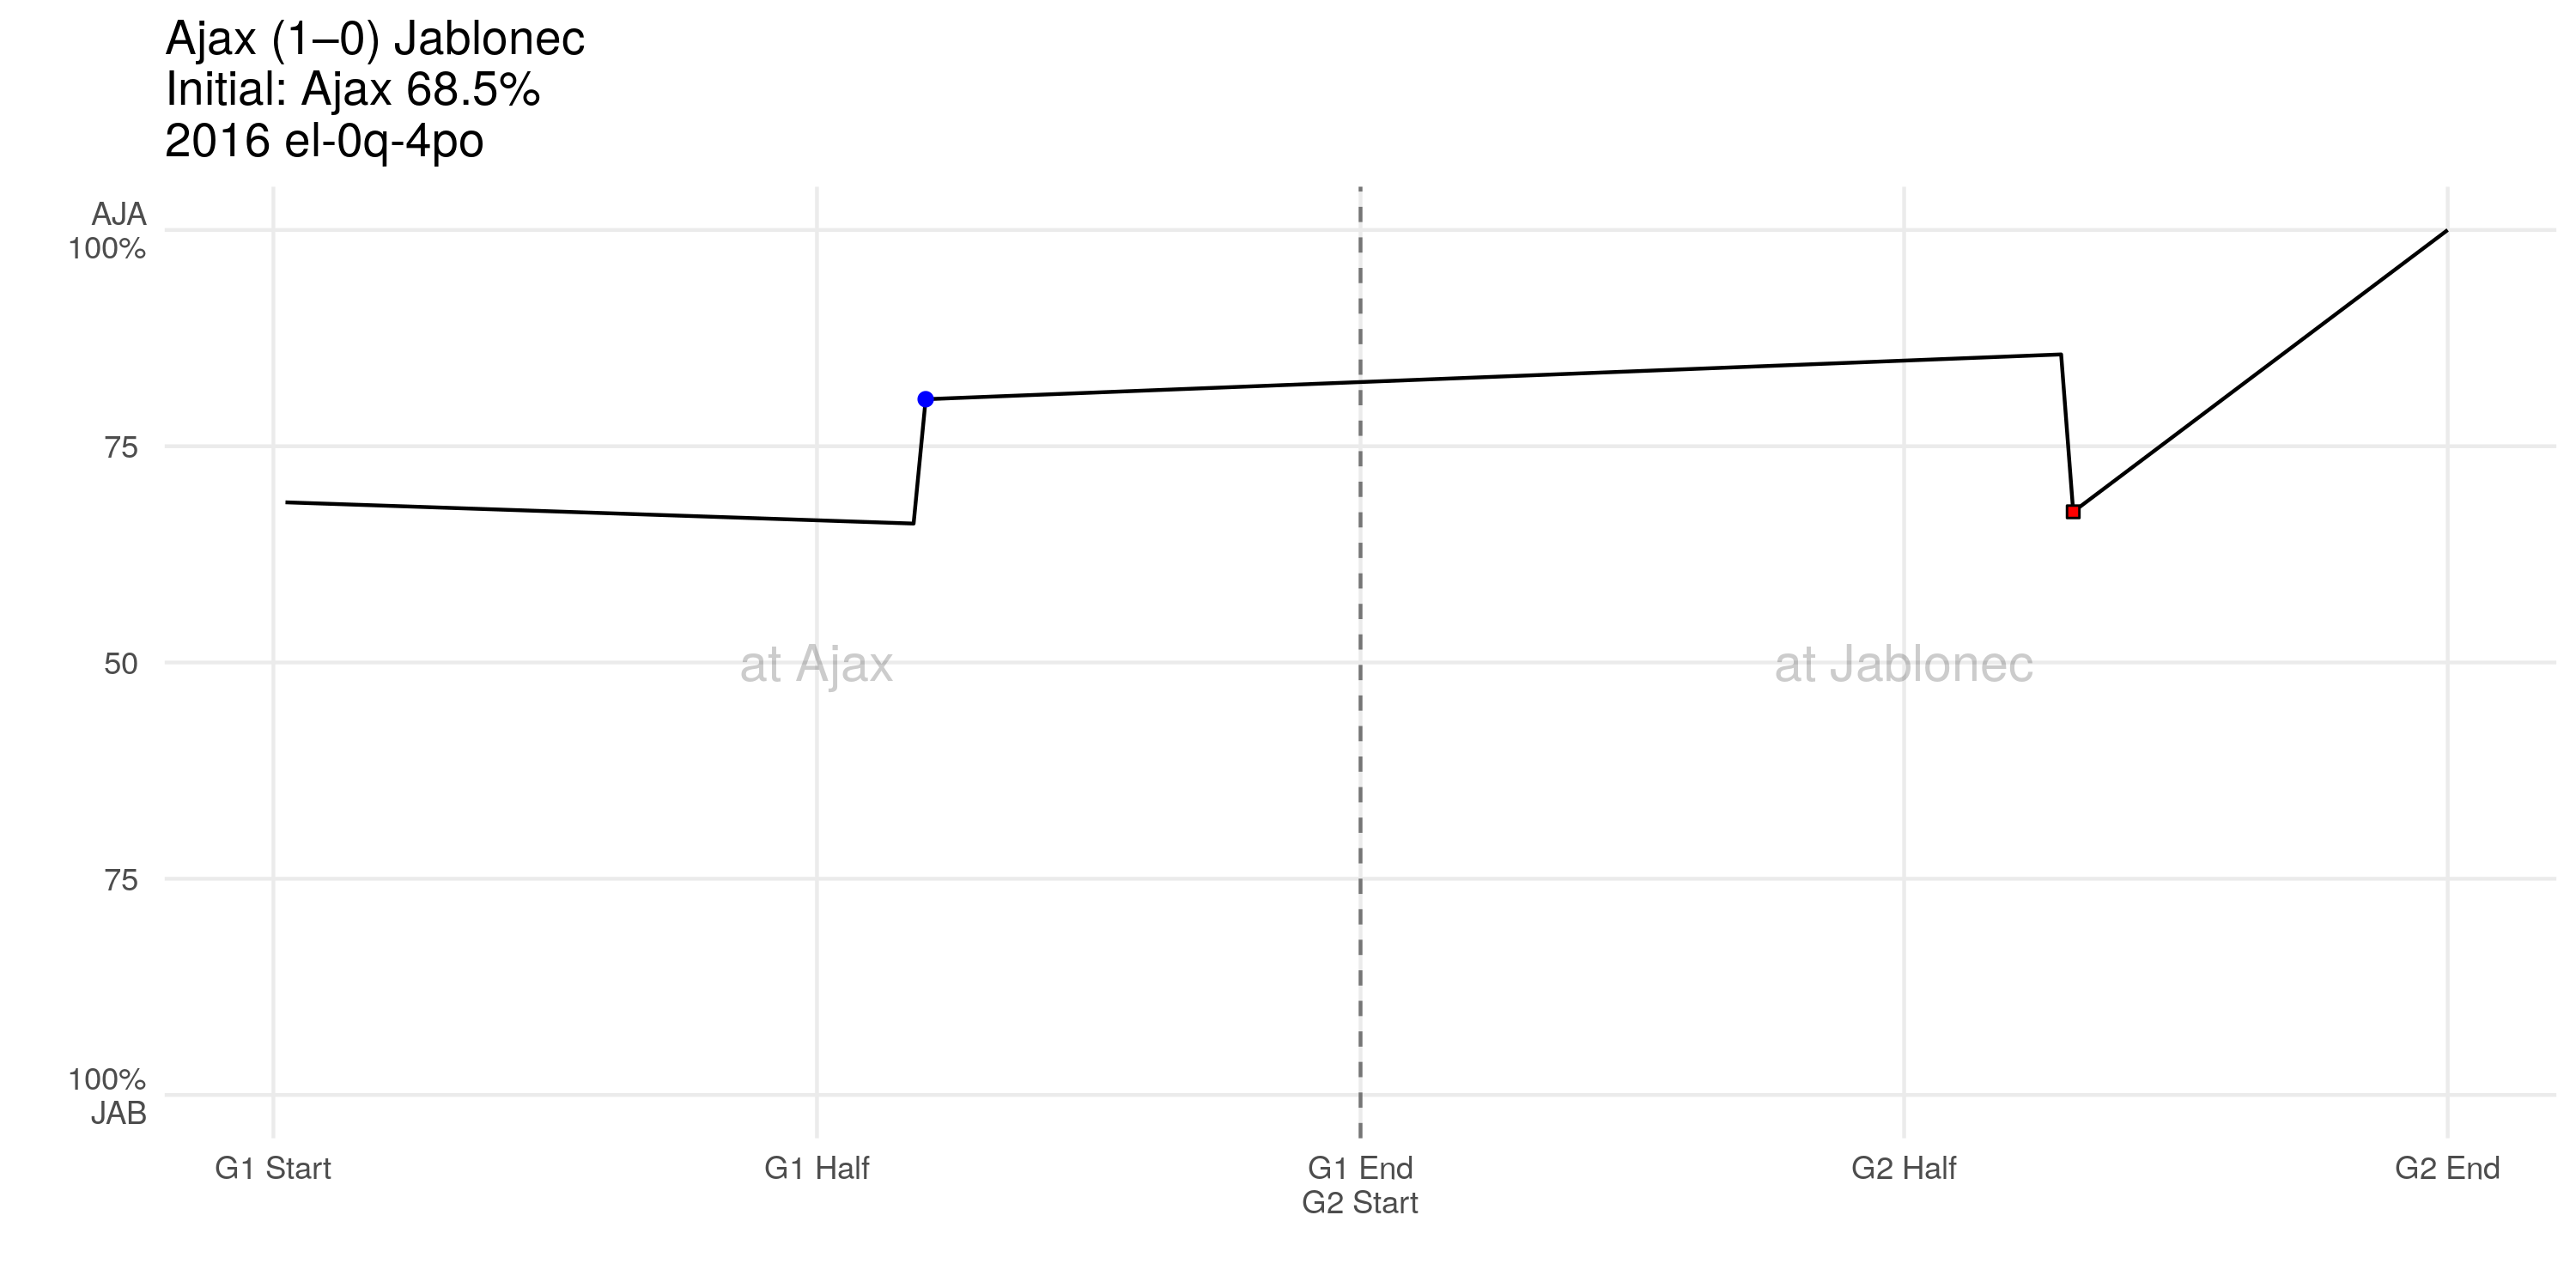 Ajax (1–0) Jablonec
Initial: Ajax 68.5%
2016 el-0q-4po
AJA
100%
75
50
75
100%
JAB
at Ajax
at Jablonec
G1 Start
G1 Half
G1 End
G2 Start
G2 Half
G2 End